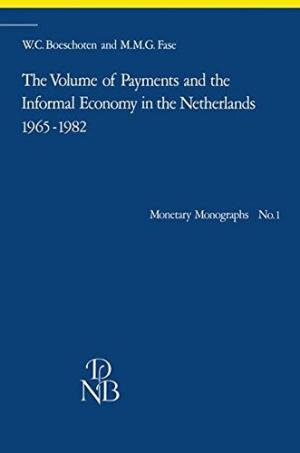 W.C. Boeschoten and M.M.G. Fase
The Volume of Payments and the
Informal Economy in the Netherlands
1965-1982
Monetary Monographs No.1
D
NB